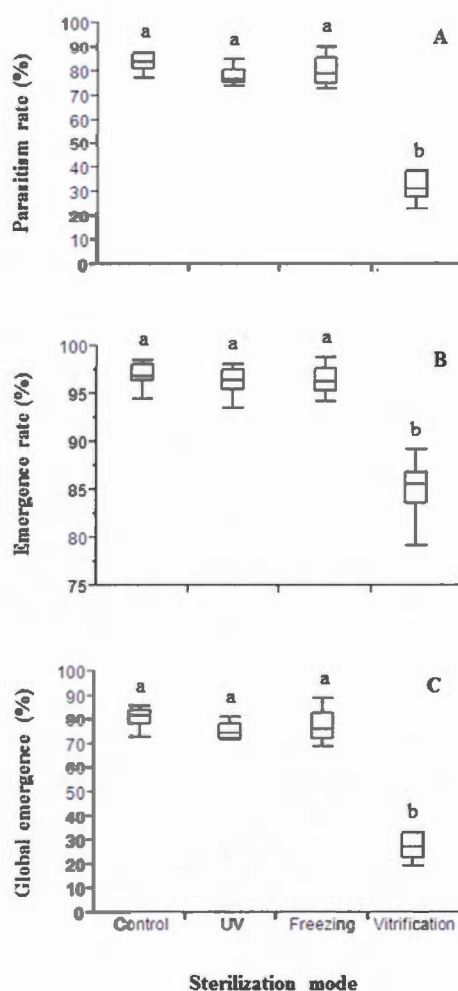 A
a a a
b
Parasitism rate (%)
100
90
80
70
60
50
40
30
20
10
0
B
a a a
b
Emergence rate (%)
100
95
90
85
80
75
C
a a a
b
Global emergence (%)
100
90
80
70
60
50
40
30
20
10
0
Control UV Freezing Vitrification
Sterilization mode